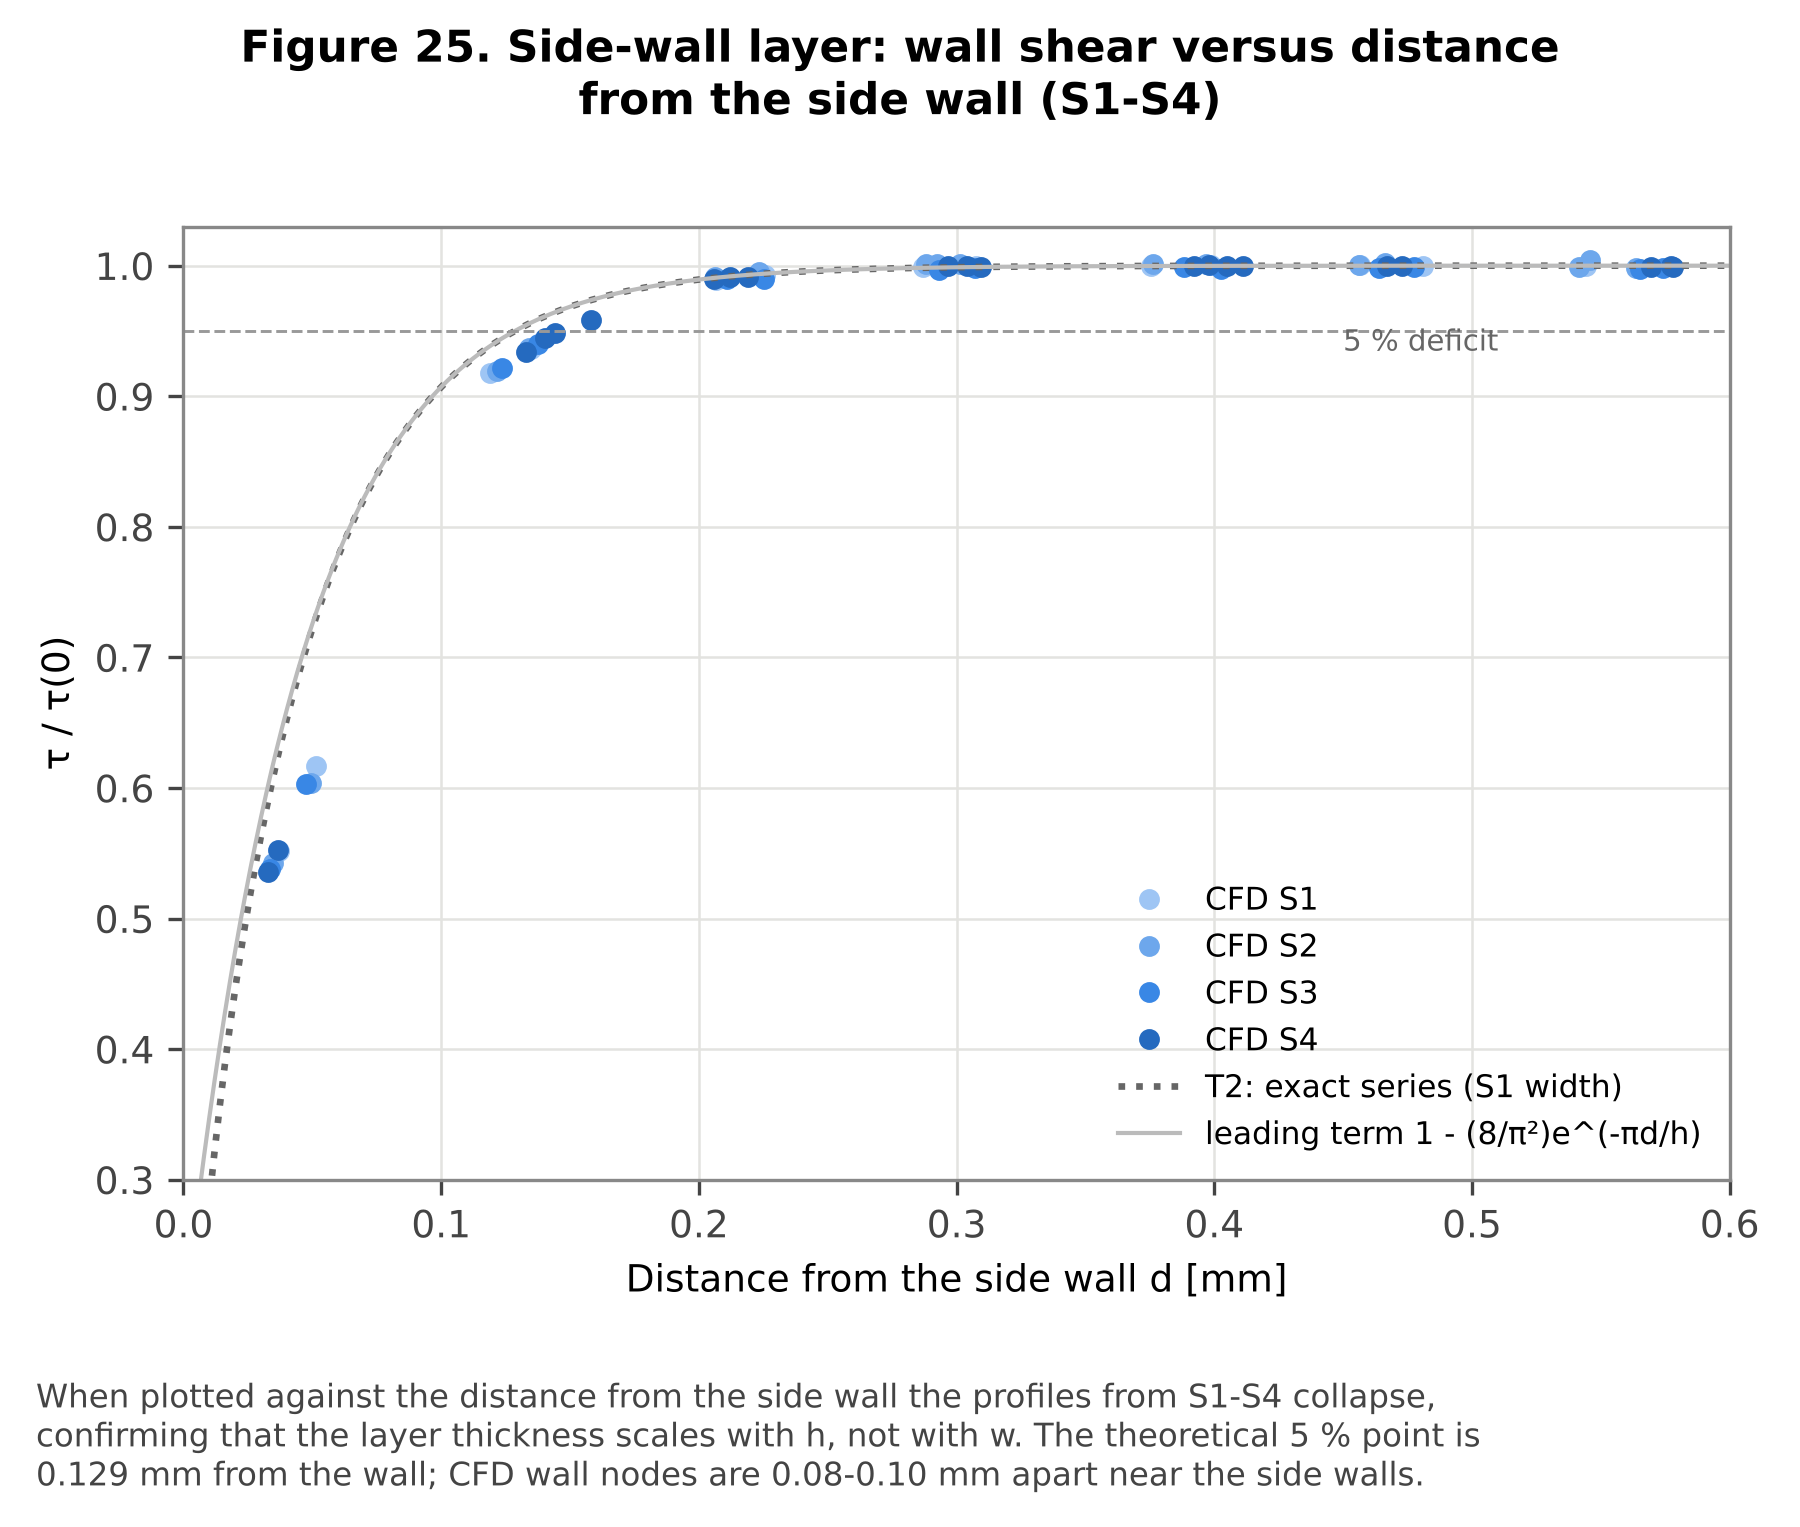 Figure 25. Side-wall layer: wall shear versus distance
from the side wall (S1-S4)
1.0
0.9
0.8
0.7
0.6
0.5
0.4
0.3
τ / τ(0)
5 % deficit
CFD S1
CFD S2
CFD S3
CFD S4
T2: exact series (S1 width)
leading term 1 - (8/π²)e^(-πd/h)
0.0 0.1 0.2 0.3 0.4 0.5 0.6
Distance from the side wall d [mm]
When plotted against the distance from the side wall the profiles from S1-S4 collapse,
confirming that the layer thickness scales with h, not with w. The theoretical 5 % point is
0.129 mm from the wall; CFD wall nodes are 0.08-0.10 mm apart near the side walls.